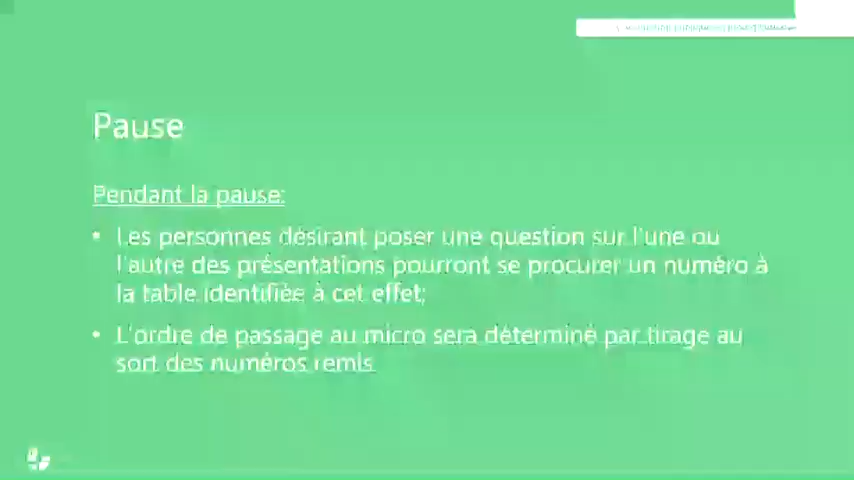 Pause
Pendant la pause:
• Les personnes désirant poser une question sur l'une ou
l'autre des présentations pourront se procurer un numéro à
la table identifiée à cet effet;
• L'ordre de passage au micro sera déterminé par tirage au
sort des numéros remis